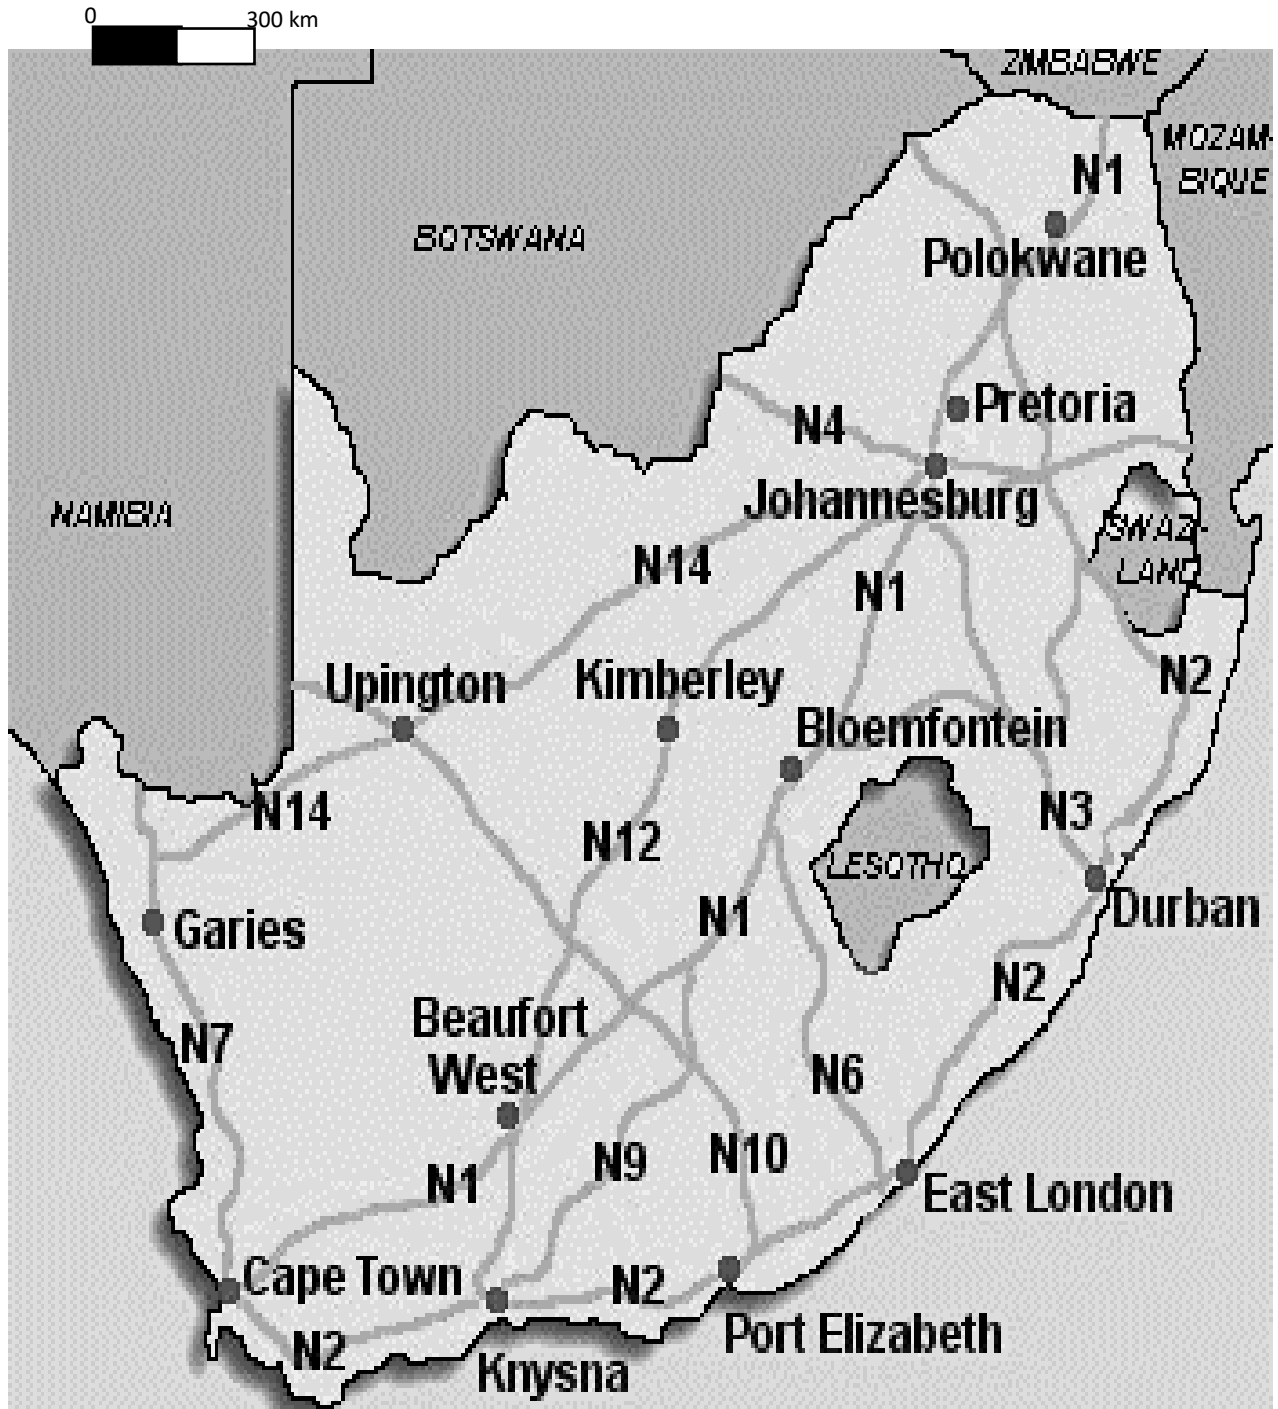 0
300 km
ZIMBABWE
MOZAM-
BIQUE
N1
BOTSWANA
Polokwane
Pretoria
N4
Johannesburg
NAMIBIA
SWAZI-
LAND
N14
N1
Upington
Kimberley
N2
Bloemfontein
N14
N3
N12
LESOTHO
Durban
N1
Garies
N2
Beaufort
West
N7
N6
N9
N10
N1
East London
Cape Town
N2
Port Elizabeth
N2
Knysna